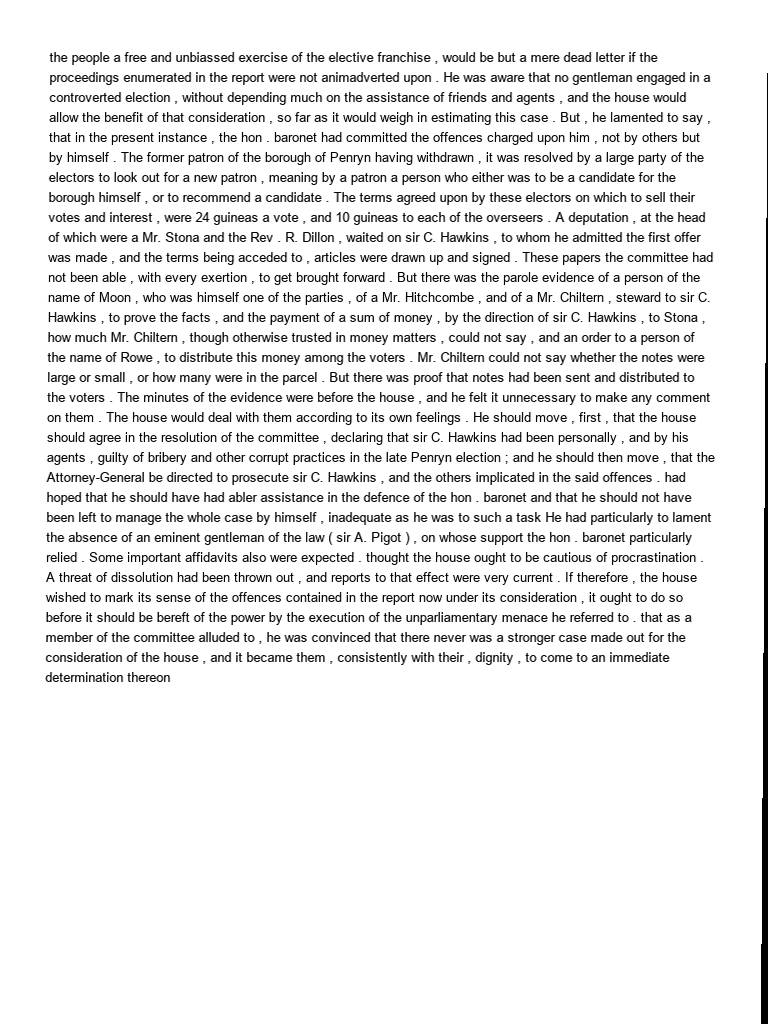 the people a free and unbiassed exercise of the elective franchise , would be but a mere dead letter if the
proceedings enumerated in the report were not animadverted upon . He was aware that no gentleman engaged in a
controverted election , without depending much on the assistance of friends and agents , and the house would
allow the benefit of that consideration , so far as it would weigh in estimating this case . But , he lamented to say ,
that in the present instance , the hon . baronet had committed the offences charged upon him , not by others but
by himself . The former patron of the borough of Penryn having withdrawn , it was resolved by a large party of the
electors to look out for a new patron , meaning by a patron a person who either was to be a candidate for the
borough himself , or to recommend a candidate . The terms agreed upon by these electors on which to sell their
votes and interest , were 24 guineas a vote , and 10 guineas to each of the overseers . A deputation , at the head
of which were a Mr. Stona and the Rev . R. Dillon , waited on sir C. Hawkins , to whom he admitted the first offer
was made , and the terms being acceded to , articles were drawn up and signed . These papers the committee had
not been able , with every exertion , to get brought forward . But there was the parole evidence of a person of the
name of Moon , who was himself one of the parties , of a Mr. Hitchcombe , and of a Mr. Chiltern , steward to sir C.
Hawkins , to prove the facts , and the payment of a sum of money , by the direction of sir C. Hawkins , to Stona ,
how much Mr. Chiltern , though otherwise trusted in money matters , could not say , and an order to a person of
the name of Rowe , to distribute this money among the voters . Mr. Chiltern could not say whether the notes were
large or small , or how many were in the parcel . But there was proof that notes had been sent and distributed to
the voters . The minutes of the evidence were before the house , and he felt it unnecessary to make any comment
on them . The house would deal with them according to its own feelings . He should move , first , that the house
should agree in the resolution of the committee , declaring that sir C. Hawkins had been personally , and by his
agents , guilty of bribery and other corrupt practices in the late Penryn election ; and he should then move , that the
Attorney-General be directed to prosecute sir C. Hawkins , and the others implicated in the said offences . had
hoped that he should have had abler assistance in the defence of the hon . baronet and that he should not have
been left to manage the whole case by himself , inadequate as he was to such a task He had particularly to lament
the absence of an eminent gentleman of the law ( sir A. Pigot ) , on whose support the hon . baronet particularly
relied . Some important affidavits also were expected . thought the house ought to be cautious of procrastination .
A threat of dissolution had been thrown out , and reports to that effect were very current . If therefore , the house
wished to mark its sense of the offences contained in the report now under its consideration , it ought to do so
before it should be bereft of the power by the execution of the unparliamentary menace he referred to . that as a
member of the committee alluded to , he was convinced that there never was a stronger case made out for the
consideration of the house , and it became them , consistently with their , dignity , to come to an immediate
determination thereon